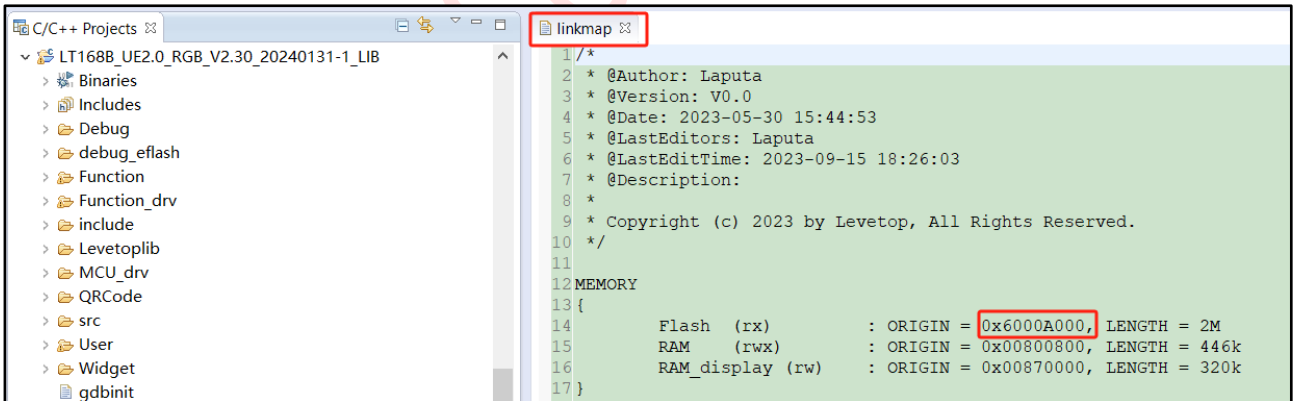 C/C++ Projects
LT168B_UE2.0_RGB_V2.30_20240131-1_LIB
Binaries
Includes
Debug
debug_eflash
Function
Function_drv
include
Levetoplib
MCU_drv
QRCode
src
User
Widget
gdbinit
linkmap
1 /*
2  * @Author: Laputa
3  * @Version: V0.0
4  * @Date: 2023-05-30 15:44:53
5  * @LastEditors: Laputa
6  * @LastEditTime: 2023-09-15 18:26:03
7  * @Description:
8  *
9  * Copyright (c) 2023 by Levetop, All Rights Reserved.
10  */
11
12 MEMORY
13 {
14 Flash (rx) : ORIGIN = 0x6000A000, LENGTH = 2M
15 RAM (rwx) : ORIGIN = 0x00800800, LENGTH = 446k
16 RAM_display (rw) : ORIGIN = 0x00870000, LENGTH = 320k
17 }